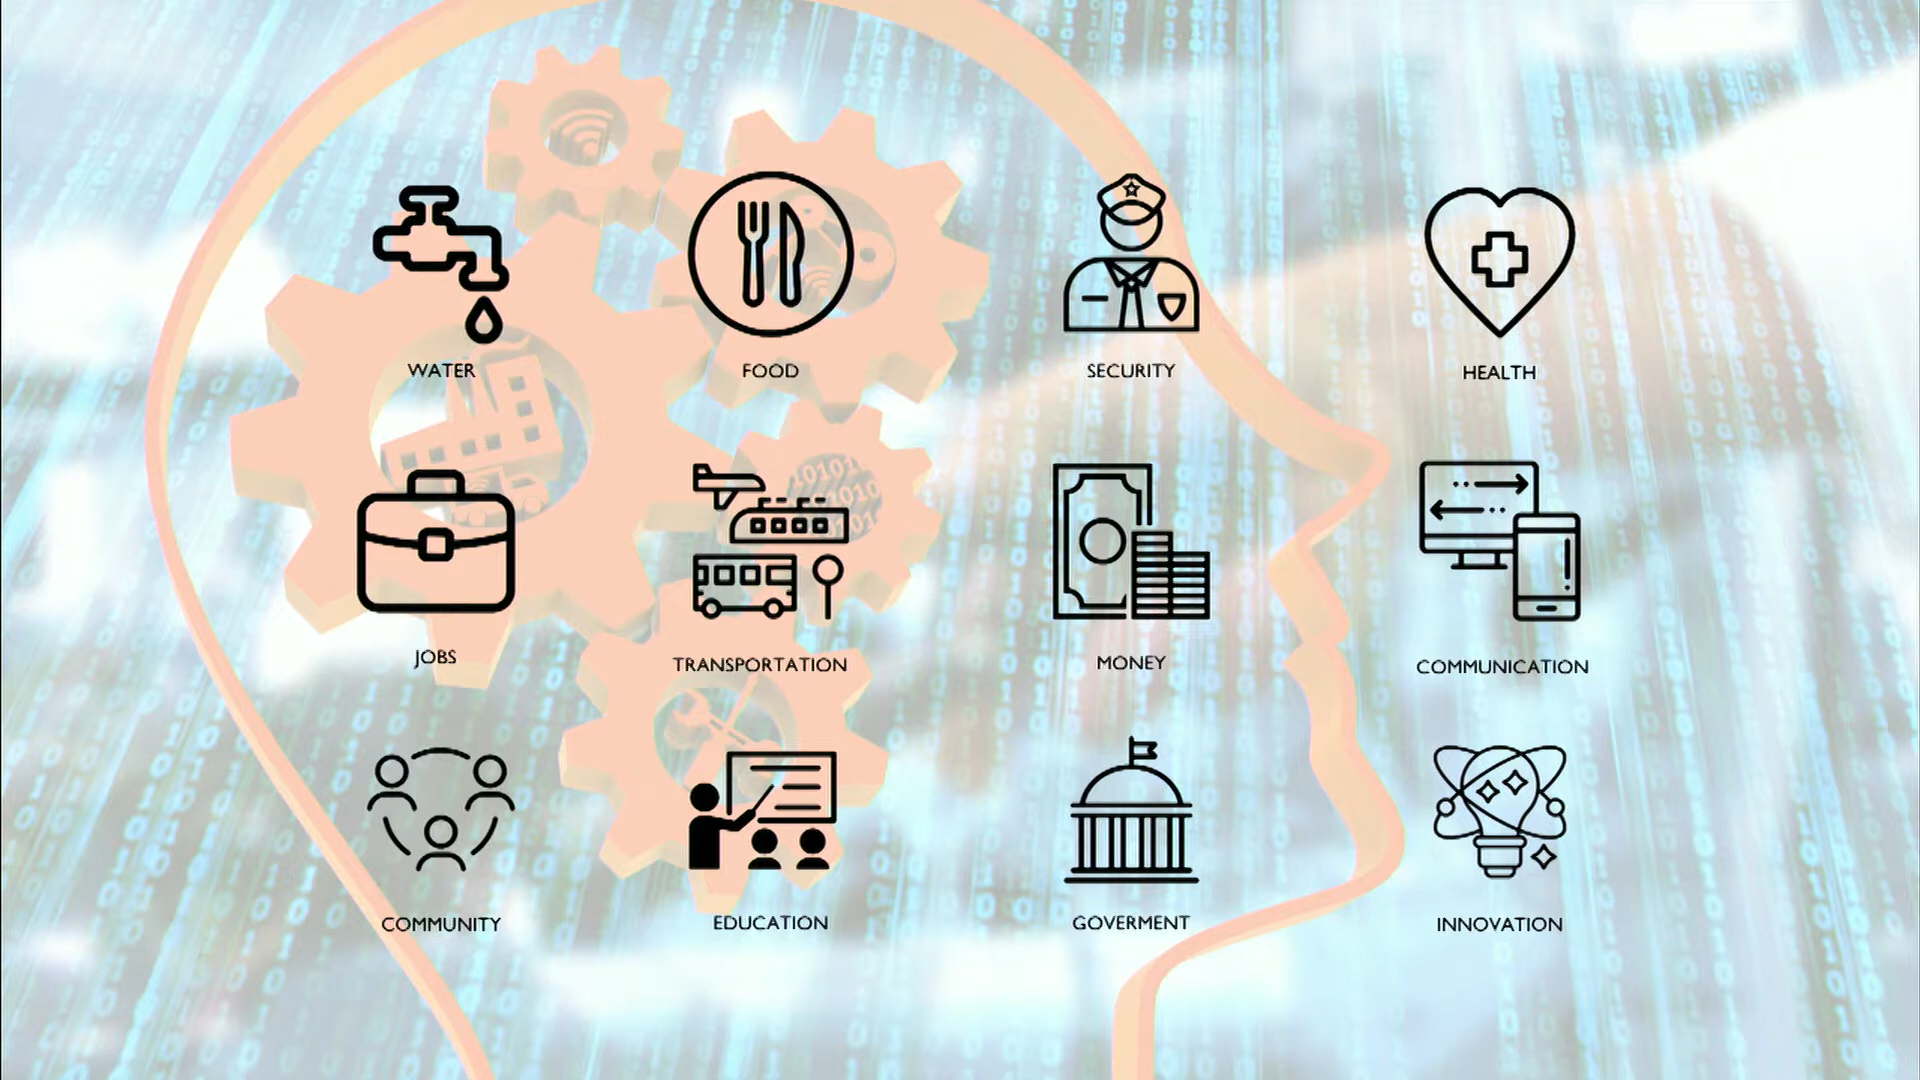 WATER
FOOD
SECURITY
HEALTH
JOBS
TRANSPORTATION
MONEY
COMMUNICATION
COMMUNITY
EDUCATION
GOVERMENT
INNOVATION